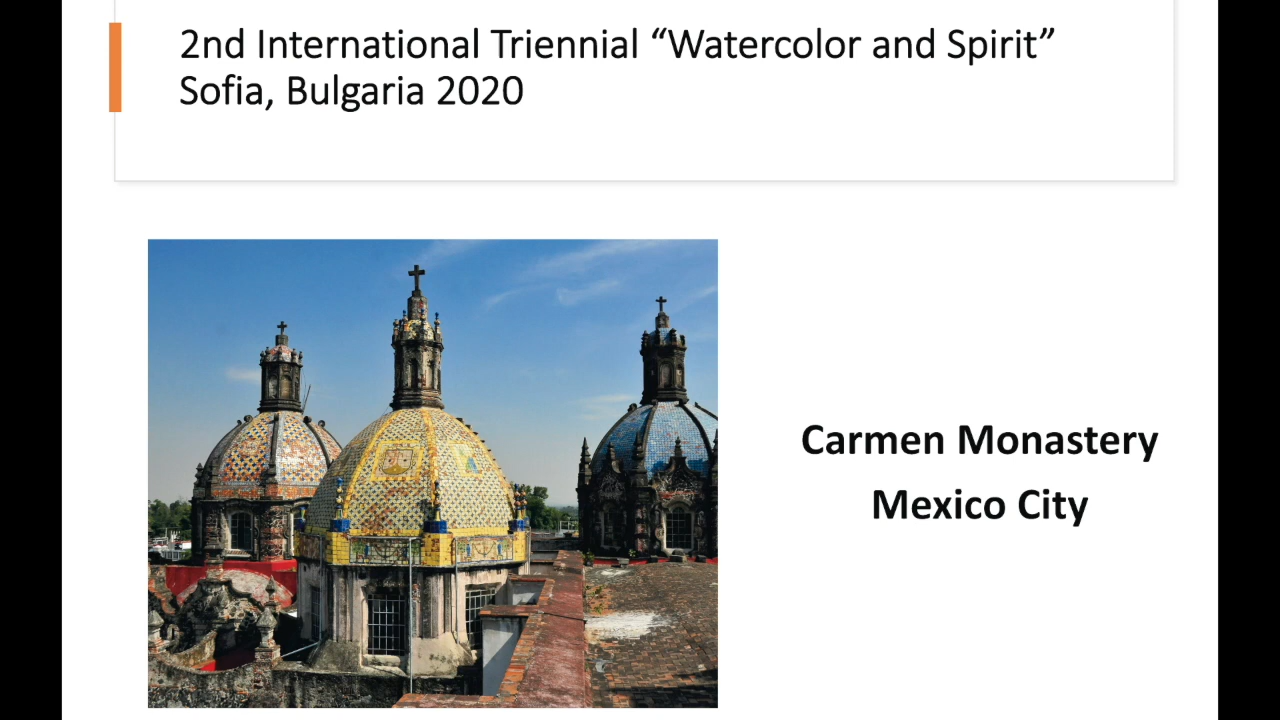 2nd International Triennial “Watercolor and Spirit”
Sofia, Bulgaria 2020
Carmen Monastery
Mexico City